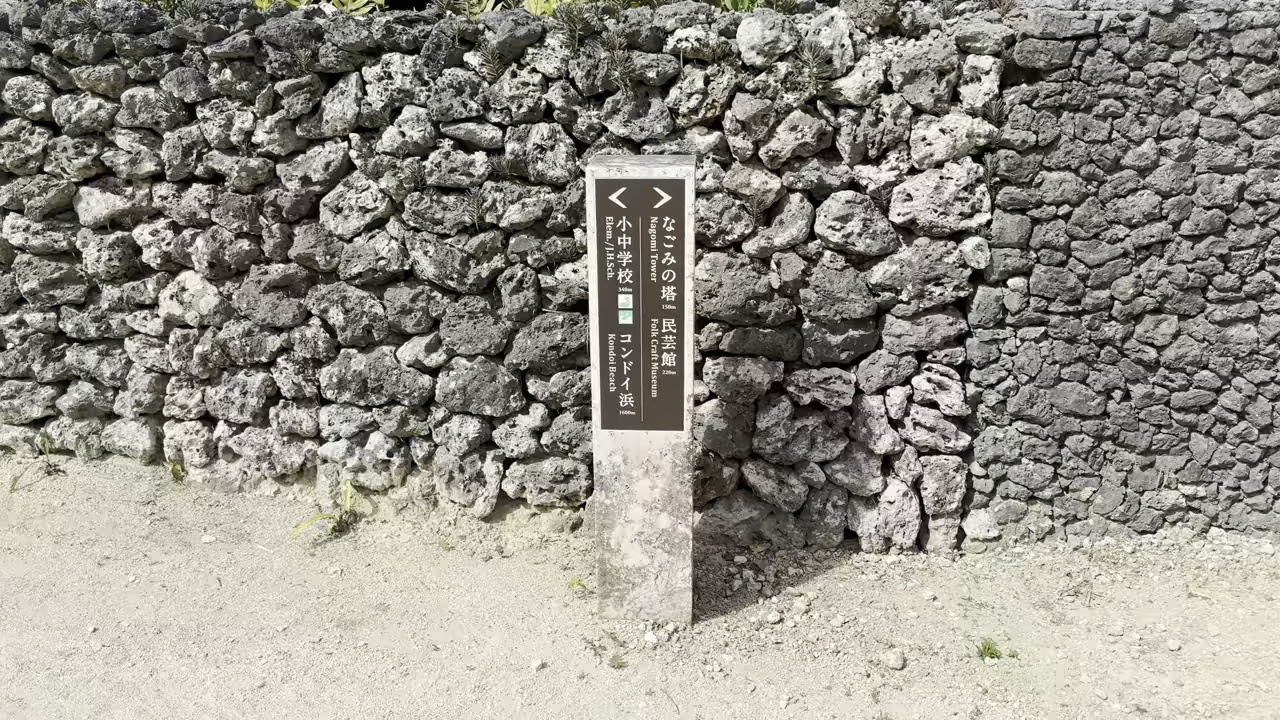 なごみの塔 150m 民芸館 220m
Nagomi Tower Folk Craft Museum
小中学校 340m コンドイ浜 1600m
Elem./J.H.Sch. Kondoi Beach